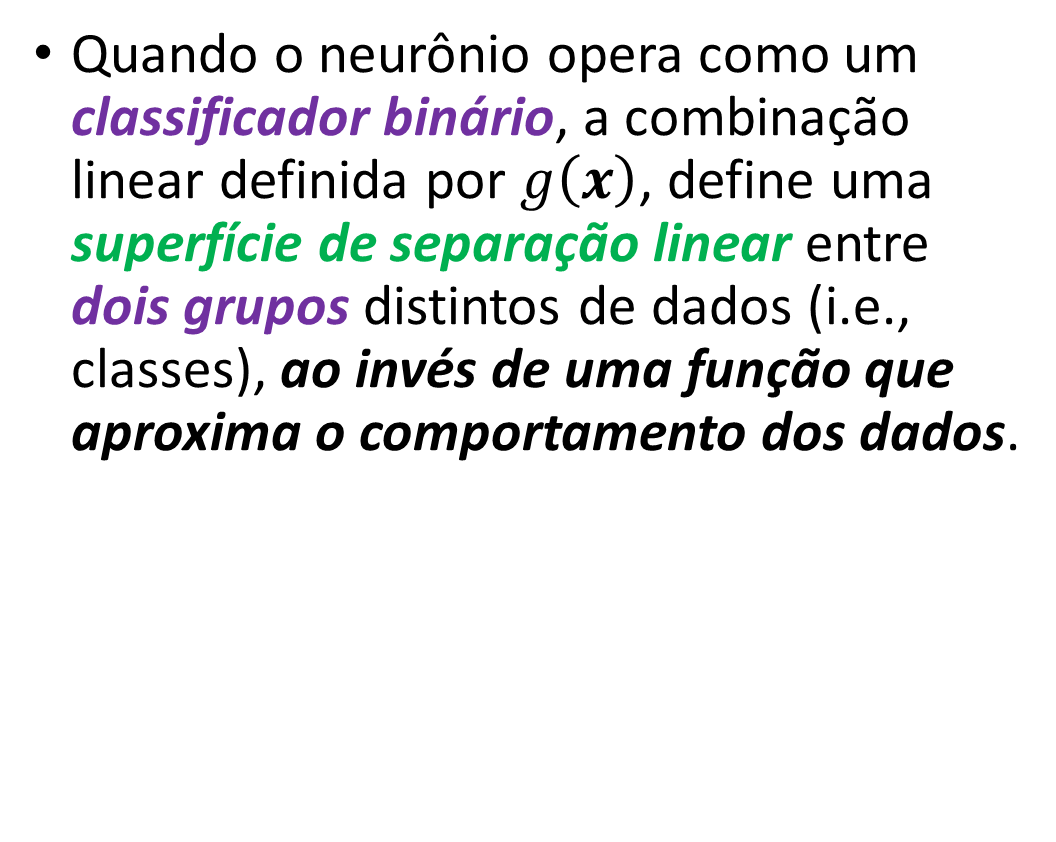 • Quando o neurônio opera como um
classificador binário, a combinação
linear definida por 𝑔(𝒙), define uma
superfície de separação linear entre
dois grupos distintos de dados (i.e.,
classes), ao invés de uma função que
aproxima o comportamento dos dados.